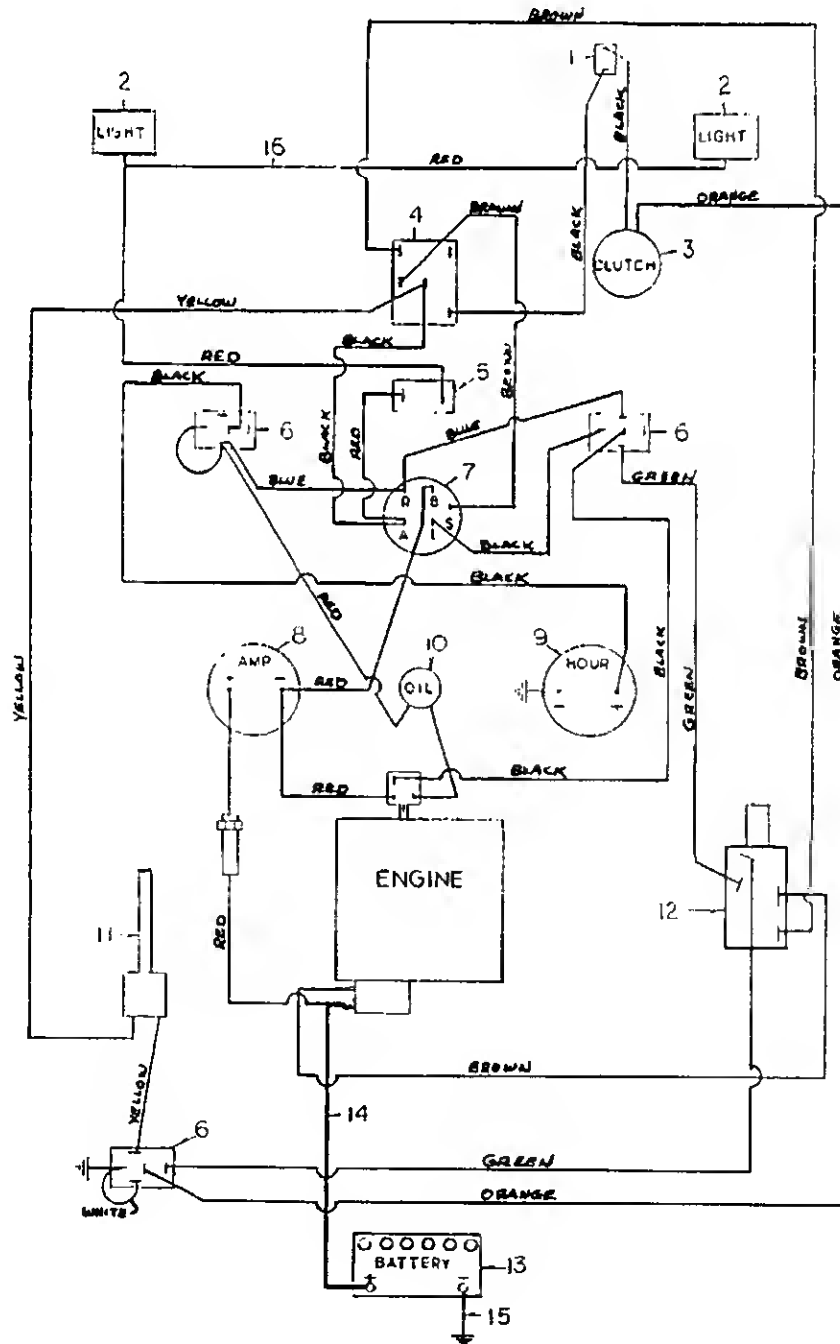 BROWN
1
2
2
LIGHT
BLACK
LIGHT
16
RED
BROWN
ORANGE
4
BLACK
3
CLUTCH
YELLOW
BLACK
RED
BLACK
5
BROWN
6
BLACK
RED
BLUE
6
BLUE
7
GREEN
R B
A I S
BLACK
BLACK
RED
8
AMP
10
9
HOUR
BLACK
BROWN
ORANGE
YELLOW
- RED
OIL
GREEN
- +
BLACK
RED
ENGINE
12
11
RED
BROWN
YELLOW
14
6
GREEN
ORANGE
WHITE
BATTERY
13
+ -
15